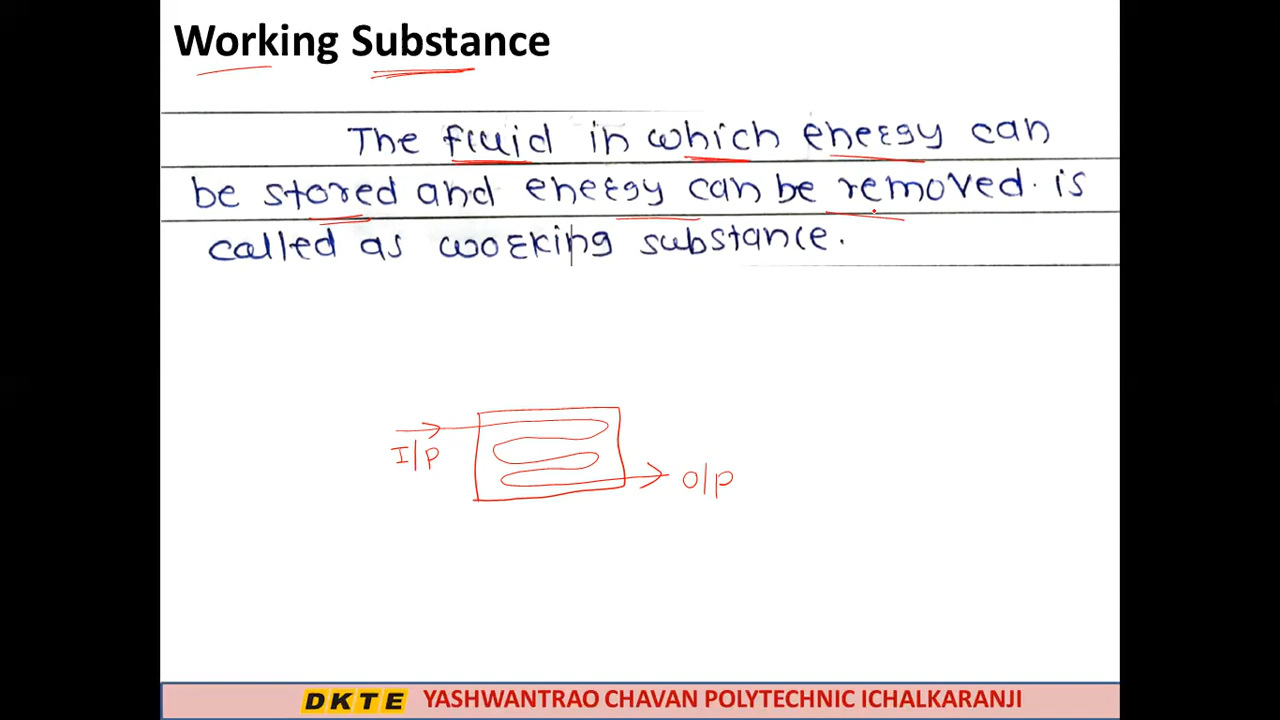 Working Substance
The fluid in which energy can
be stored and energy can be removed. is
called as working substance.
I/P
O/P
DKTE YASHWANTRAO CHAVAN POLYTECHNIC ICHALKARANJI